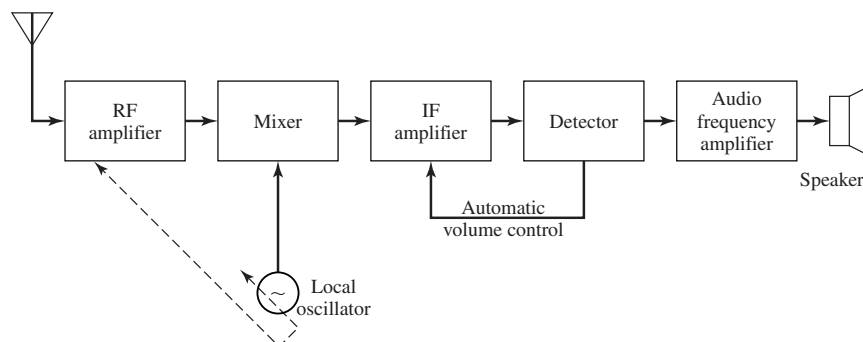 RF
amplifier
Mixer
IF
amplifier
Detector
Audio
frequency
amplifier
Speaker
Automatic
volume control
~
Local
oscillator